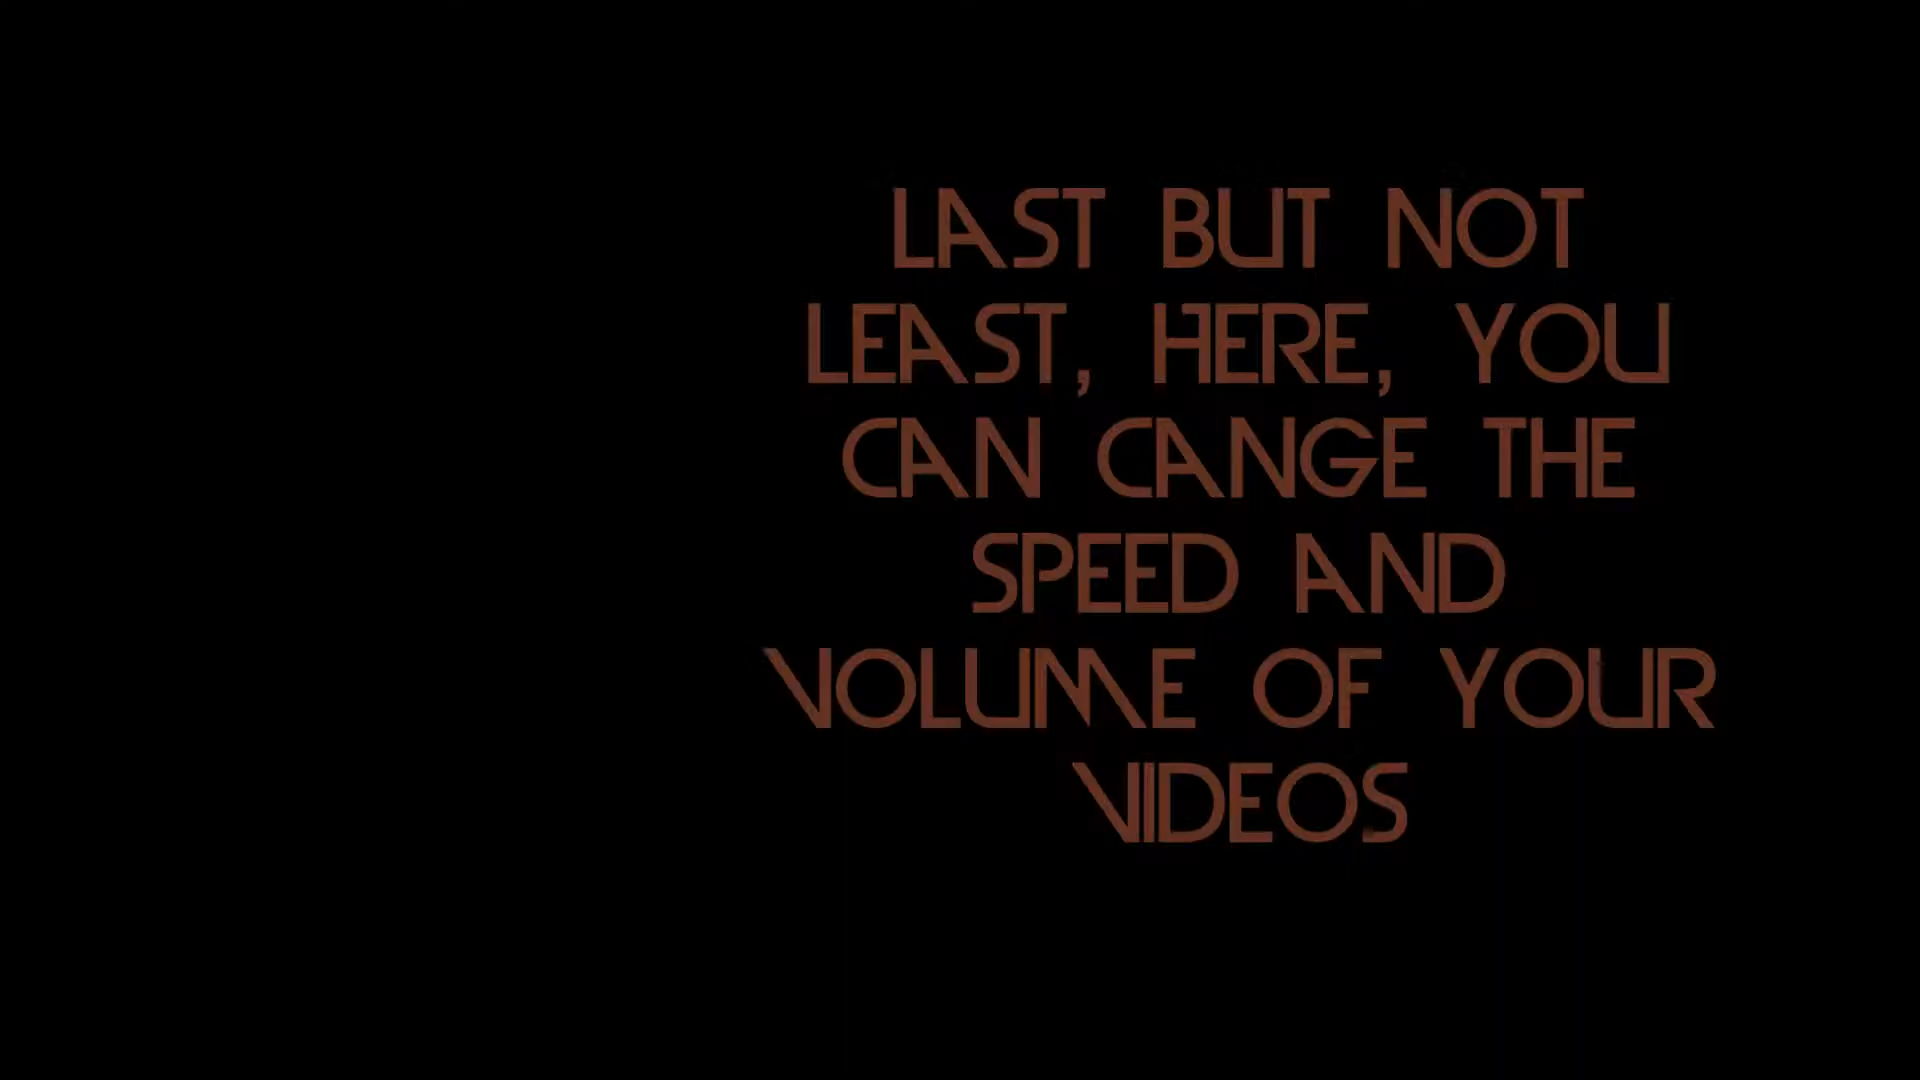 LAST BUT NOT
LEAST, HERE, YOU
CAN CANGE THE
SPEED AND
VOLUME OF YOUR
VIDEOS